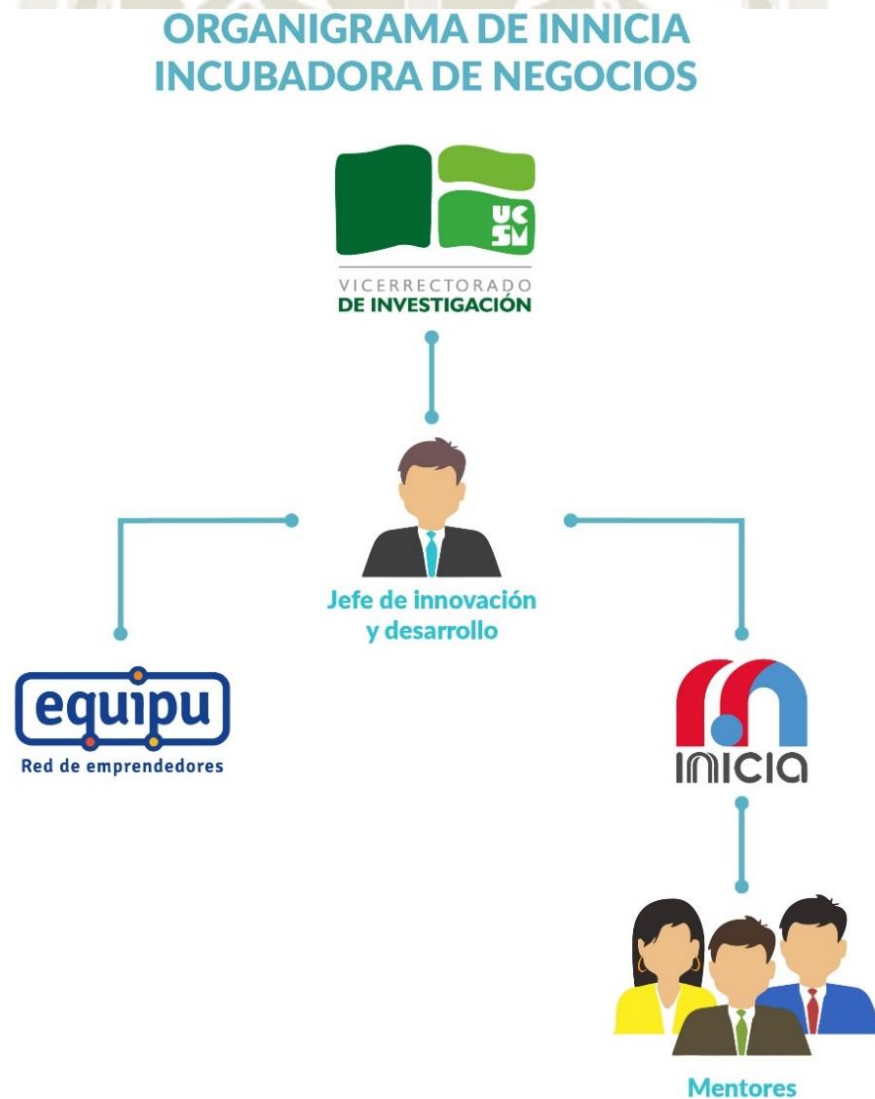 ORGANIGRAMA DE INNICIA
INCUBADORA DE NEGOCIOS
UC
SM
VICERRECTORADO
DE INVESTIGACIÓN
Jefe de innovación
y desarrollo
equipu
Red de emprendedores
INICIA
Mentores